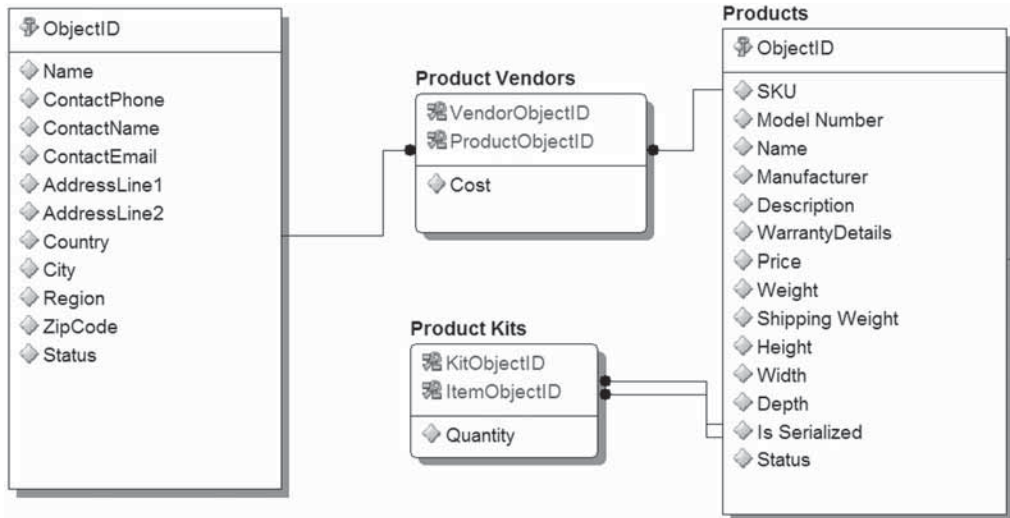 ObjectID
Name
ContactPhone
ContactName
ContactEmail
AddressLine1
AddressLine2
Country
City
Region
ZipCode
Status
Product Vendors
VendorObjectID
ProductObjectID
Cost
Product Kits
KitObjectID
ItemObjectID
Quantity
Products
ObjectID
SKU
Model Number
Name
Manufacturer
Description
WarrantyDetails
Price
Weight
Shipping Weight
Height
Width
Depth
Is Serialized
Status